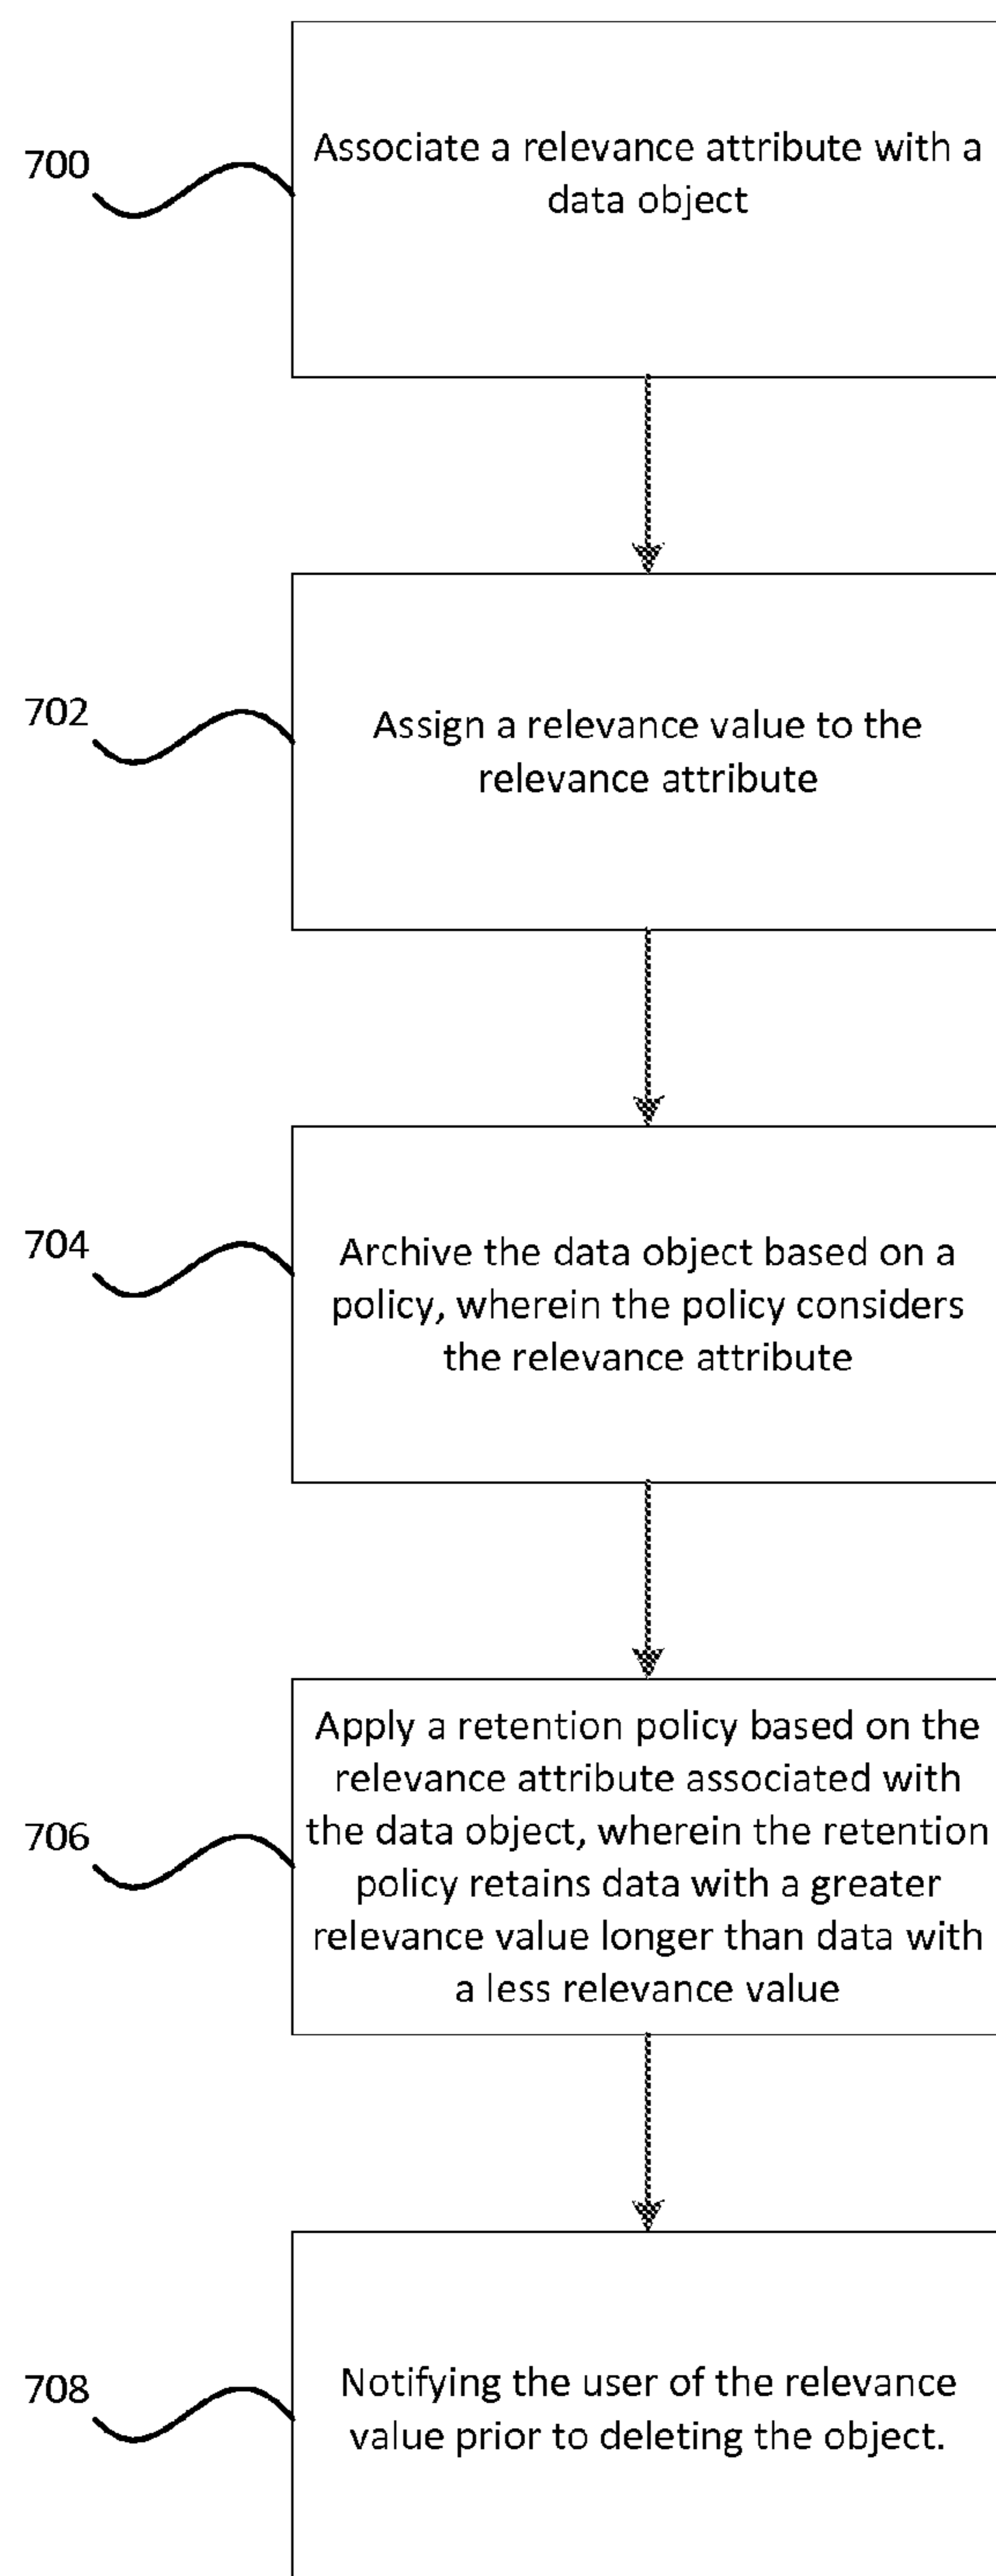 700
Associate a relevance attribute with a
data object
702
Assign a relevance value to the
relevance attribute
704
Archive the data object based on a
policy, wherein the policy considers
the relevance attribute
706
Apply a retention policy based on the
relevance attribute associated with
the data object, wherein the retention
policy retains data with a greater
relevance value longer than data with
a less relevance value
708
Notifying the user of the relevance
value prior to deleting the object.